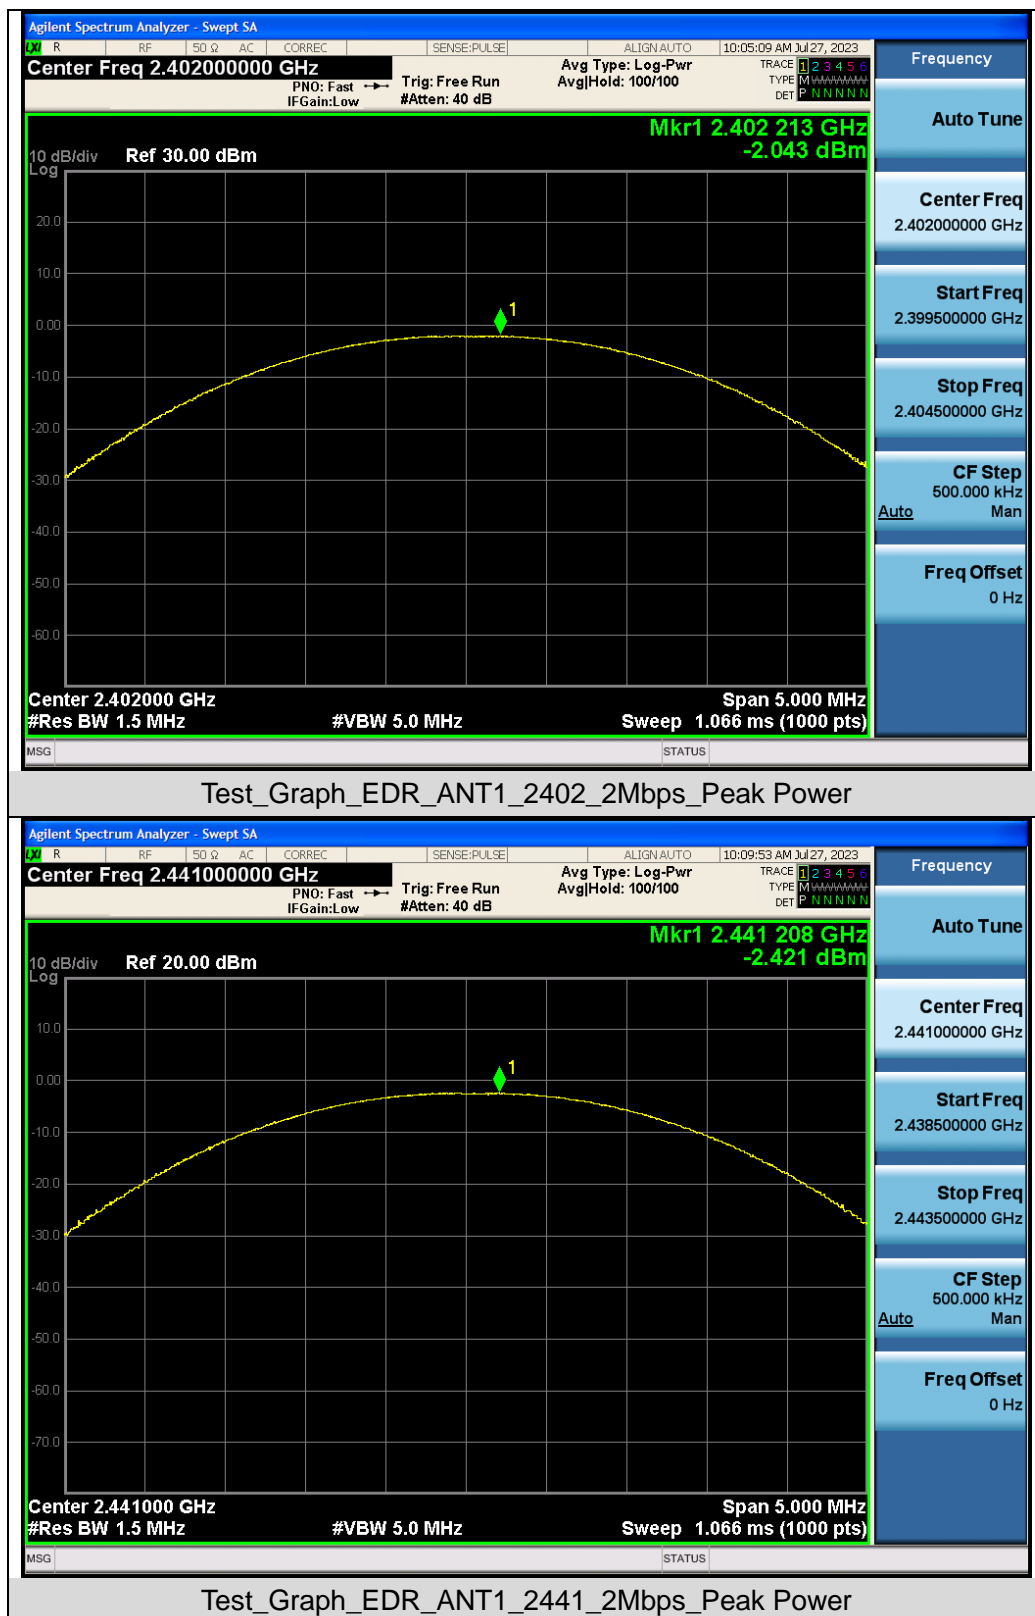 Agilent Spectrum Analyzer - Swept SA
LXI R RF 50 Ω AC CORREC SENSE:PULSE ALIGN AUTO 10:05:09 AM Jul 27, 2023
Center Freq 2.402000000 GHz Avg Type: Log-Pwr TRACE 1 2 3 4 5 6
PNO: Fast Trig: Free Run Avg|Hold: 100/100 TYPE M
IFGain:Low #Atten: 40 dB DET P N N N N N
Mkr1 2.402 213 GHz
-2.043 dBm
10 dB/div Ref 30.00 dBm
Log
20.0
10.0
1
0.00
-10.0
-20.0
-30.0
-40.0
-50.0
-60.0
Center 2.402000 GHz Span 5.000 MHz
#Res BW 1.5 MHz #VBW 5.0 MHz Sweep 1.066 ms (1000 pts)
MSG STATUS
Frequency
Auto Tune
Center Freq
2.402000000 GHz
Start Freq
2.399500000 GHz
Stop Freq
2.404500000 GHz
CF Step
500.000 kHz
Auto Man
Freq Offset
0 Hz
Test_Graph_EDR_ANT1_2402_2Mbps_Peak Power
Agilent Spectrum Analyzer - Swept SA
LXI R RF 50 Ω AC CORREC SENSE:PULSE ALIGN AUTO 10:09:53 AM Jul 27, 2023
Center Freq 2.441000000 GHz Avg Type: Log-Pwr TRACE 1 2 3 4 5 6
PNO: Fast Trig: Free Run Avg|Hold: 100/100 TYPE M
IFGain:Low #Atten: 40 dB DET P N N N N N
Mkr1 2.441 208 GHz
-2.421 dBm
10 dB/div Ref 20.00 dBm
Log
10.0
1
0.00
-10.0
-20.0
-30.0
-40.0
-50.0
-60.0
-70.0
Center 2.441000 GHz Span 5.000 MHz
#Res BW 1.5 MHz #VBW 5.0 MHz Sweep 1.066 ms (1000 pts)
MSG STATUS
Frequency
Auto Tune
Center Freq
2.441000000 GHz
Start Freq
2.438500000 GHz
Stop Freq
2.443500000 GHz
CF Step
500.000 kHz
Auto Man
Freq Offset
0 Hz
Test_Graph_EDR_ANT1_2441_2Mbps_Peak Power